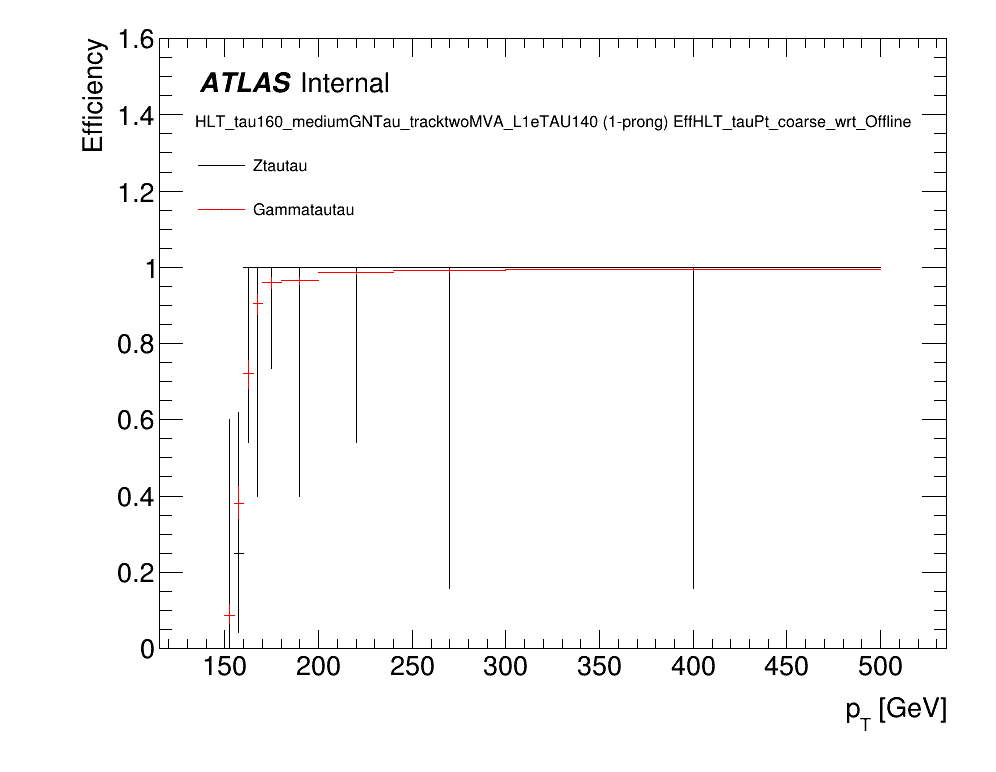 Efficiency
1.6
1.4
1.2
1
0.8
0.6
0.4
0.2
0
ATLAS Internal
HLT_tau160_mediumGNTau_tracktwoMVA_L1eTAU140 (1-prong) EffHLT_tauPt_coarse_wrt_Offline
Ztautau
Gammatautau
150 200 250 300 350 400 450 500
p_T [GeV]